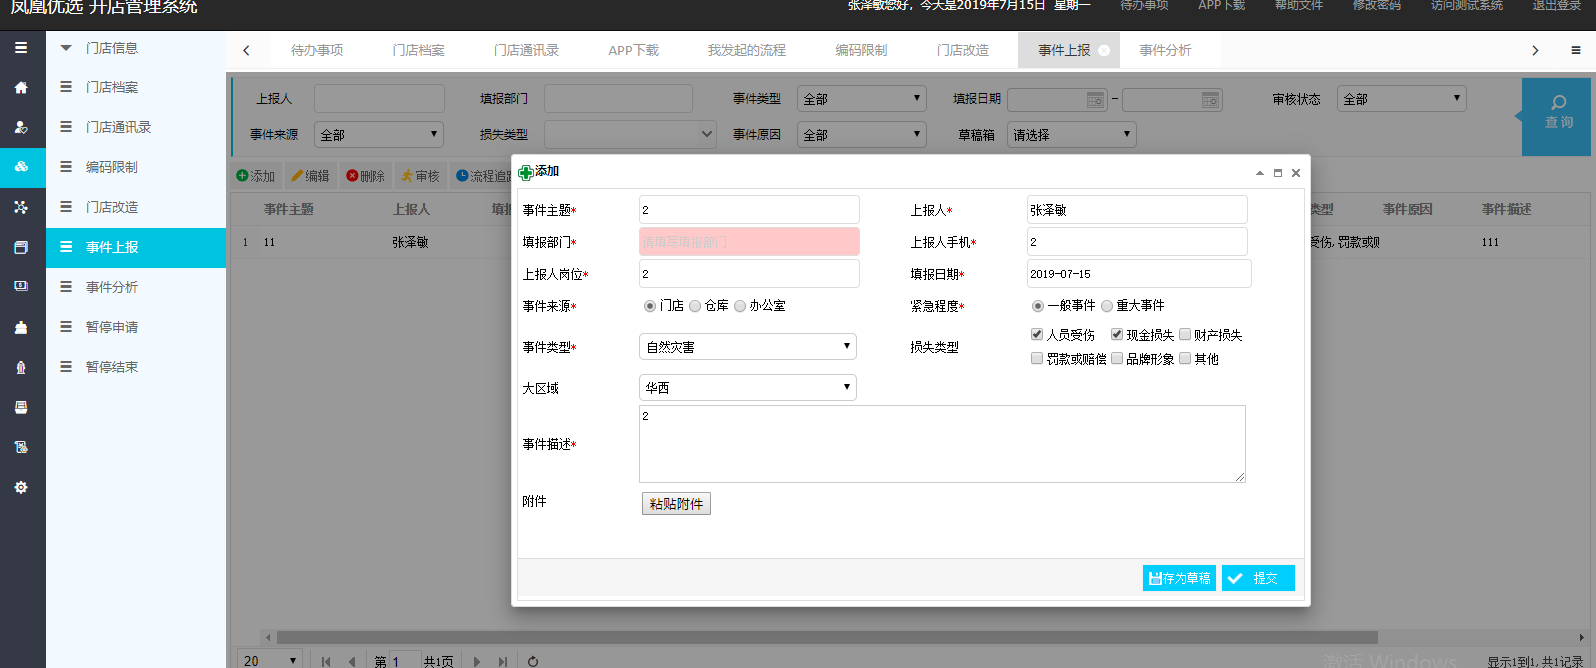 凤凰优选 开店管理系统
张泽敏您好，今天是2019年7月15日 星期一 待办事项 APP下载 帮助文件 修改密码 访问测试系统 退出登录
门店信息
门店档案
门店通讯录
编码限制
门店改造
事件上报
事件分析
暂停申请
暂停结束
待办事项 门店档案 门店通讯录 APP下载 我发起的流程 编码限制 门店改造 事件上报 事件分析
上报人 填报部门 事件类型 全部 填报日期 - 审核状态 全部
事件来源 全部 损失类型 事件原因 全部 草稿箱 请选择
查询
添加 编辑 删除 审核 流程追踪
事件主题 上报人 填报 类型 事件原因 事件描述
1 11 张泽敏 受伤,罚款或赔 111
添加
事件主题* 2 上报人* 张泽敏
填报部门* 请填写填报部门 上报人手机* 2
上报人岗位* 2 填报日期* 2019-07-15
事件来源* 门店 仓库 办公室 紧急程度* 一般事件 重大事件
事件类型* 自然灾害 损失类型 人员受伤 现金损失 财产损失
罚款或赔偿 品牌形象 其他
大区域 华西
事件描述* 2
附件 粘贴附件
存为草稿 提交
20 第 1 共1页 显示1到1,共1记录
激活 Windows